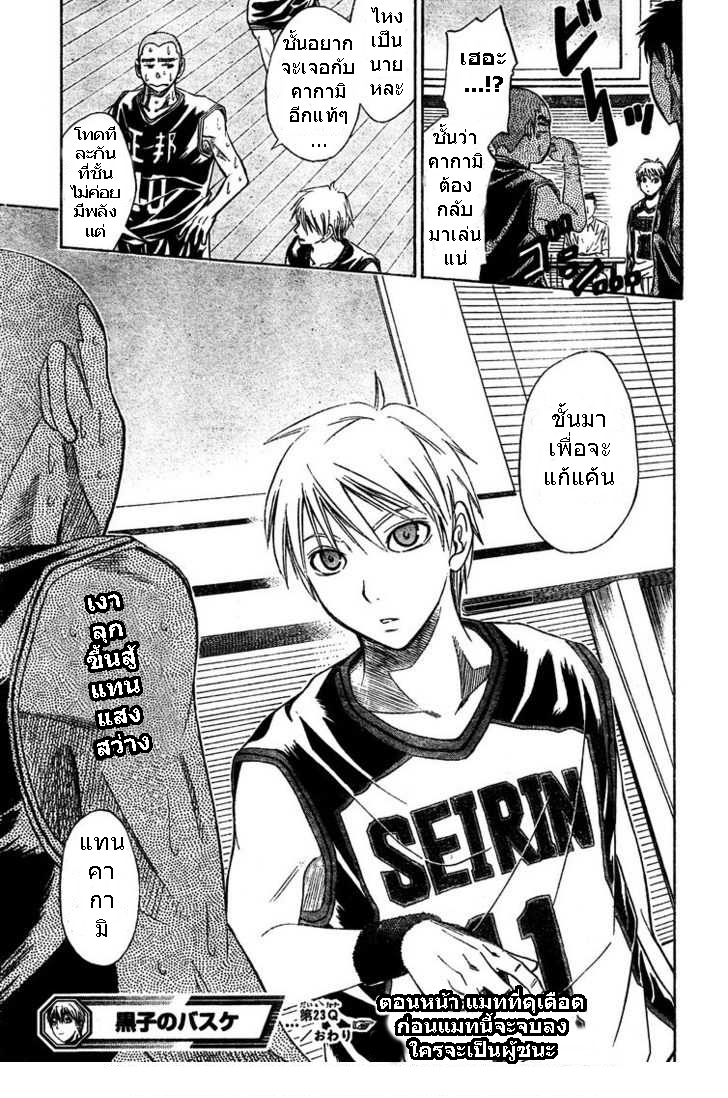 เฮอะ
...!?
ชั้นว่า
คากามิ
ต้อง
กลับ
มาเล่น
แน่
ไหง
เป็น
นาย
หละ
ชั้นอยาก
จะเจอกับ
คากามิ
อีกแท้ๆ
...
โทดที
ละกัน
ที่ชั้น
ไม่ค่อย
มีพลัง
แต่
正邦
ชั้นมา
เพื่อจะ
แก้แค้น
เงา
ลุก
ขึ้นสู้
แทน
แสง
สว่าง
แทน
คา
กา
มิ
SEIRIN
11
黒子のバスケ
第23Q
...
おわり
ตอนหน้า แมทที่ดุเดือด
ก่อนแมทนี้จะจบลง
ใครจะเป็นผู้ชนะ